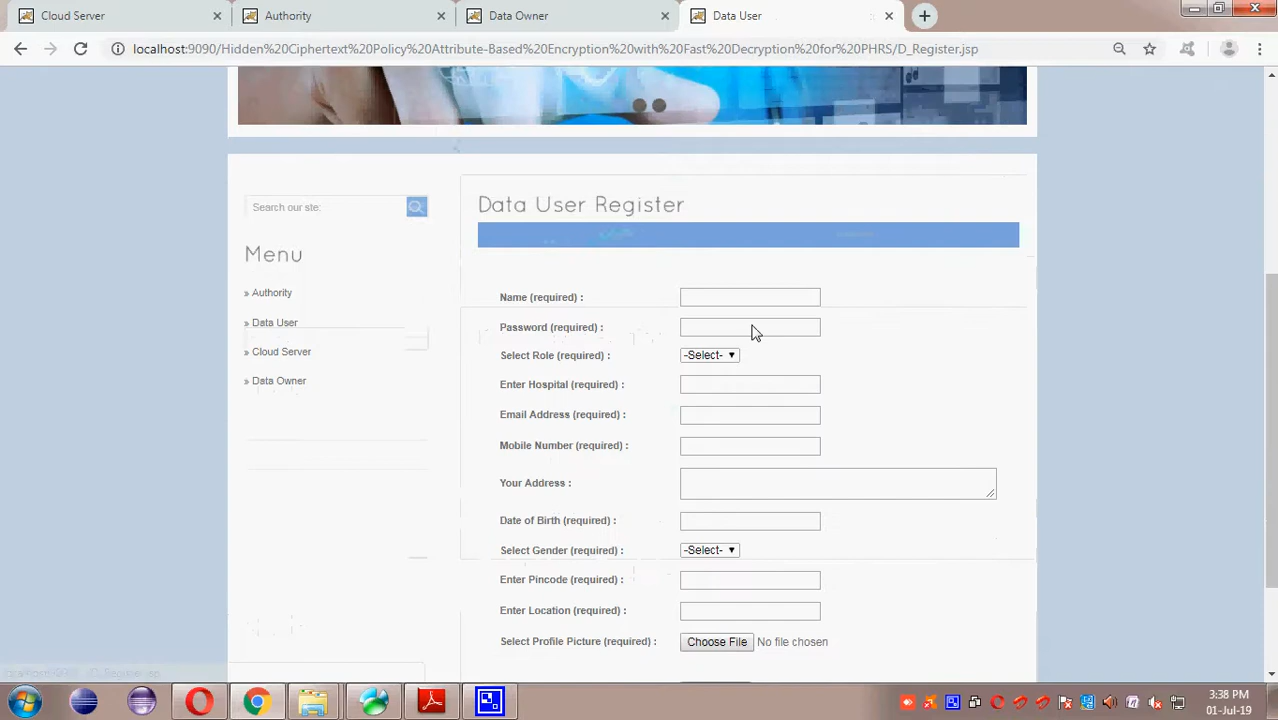 Cloud Server
Authority
Data Owner
Data User
localhost:9090/Hidden%20Ciphertext%20Policy%20Attribute-Based%20Encryption%20with%20Fast%20Decryption%20for%20PHRS/D_Register.jsp
Search our site:
Menu
» Authority
» Data User
» Cloud Server
» Data Owner
Data User Register
Name (required) :
Password (required) :
Select Role (required) : -Select-
Enter Hospital (required) :
Email Address (required) :
Mobile Number (required) :
Your Address :
Date of Birth (required) :
Select Gender (required) : -Select-
Enter Pincode (required) :
Enter Location (required) :
Select Profile Picture (required) : Choose File No file chosen
3:38 PM
01-Jul-19